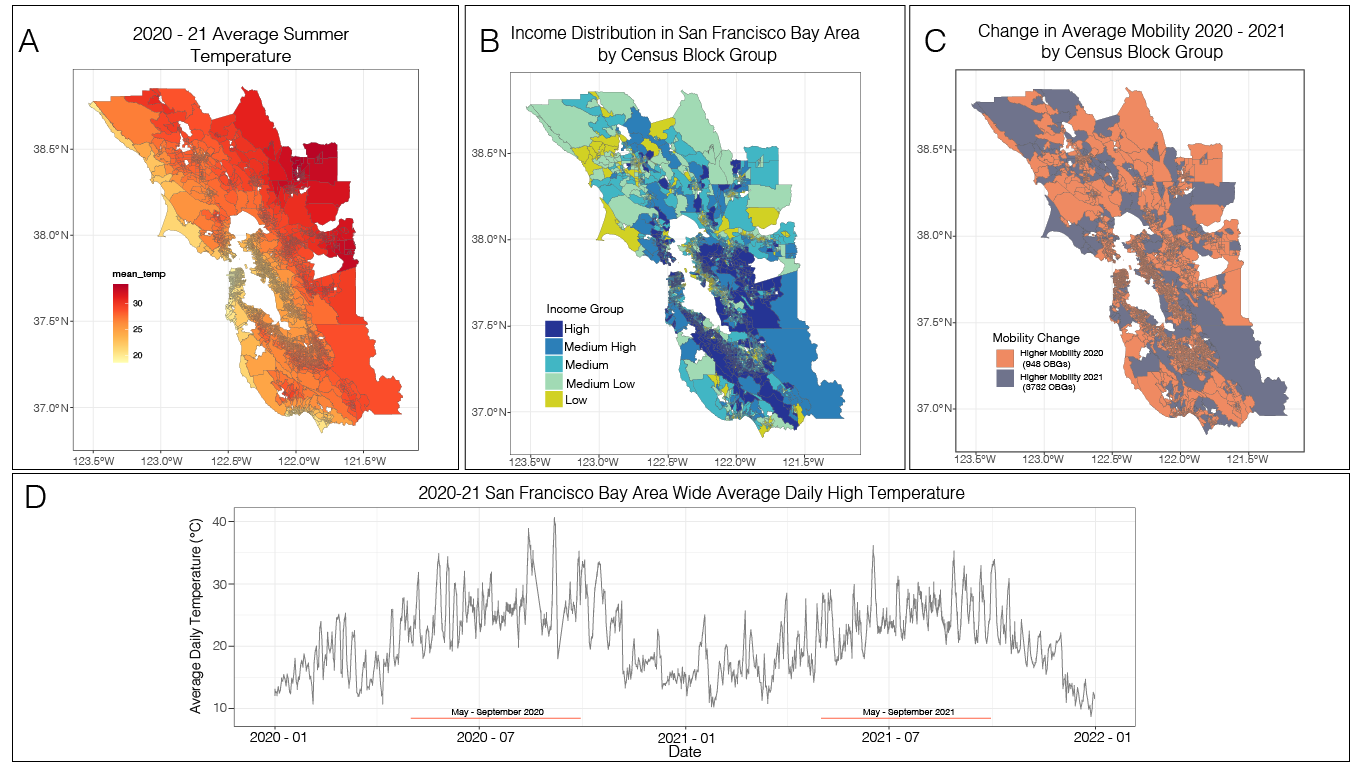 A
2020 - 21 Average Summer
Temperature
38.5°N
38.0°N
37.5°N
37.0°N
mean_temp
30
25
20
123.5°W 123.0°W 122.5°W 122.0°W 121.5°W
B
Income Distribution in San Francisco Bay Area
by Census Block Group
38.5°N
38.0°N
37.5°N
37.0°N
Income Group
High
Medium High
Medium
Medium Low
Low
123.5°W 123.0°W 122.5°W 122.0°W 121.5°W
C
Change in Average Mobility 2020 - 2021
by Census Block Group
38.5°N
38.0°N
37.5°N
37.0°N
Mobility Change
Higher Mobility 2020
(948 CBGs)
Higher Mobility 2021
(3732 CBGs)
123.5°W 123.0°W 122.5°W 122.0°W 121.5°W
D
2020-21 San Francisco Bay Area Wide Average Daily High Temperature
Average Daily Temperature (°C)
40
30
20
10
May - September 2020
May - September 2021
2020 - 01 2020 - 07 2021 - 01 2021 - 07 2022 - 01
Date